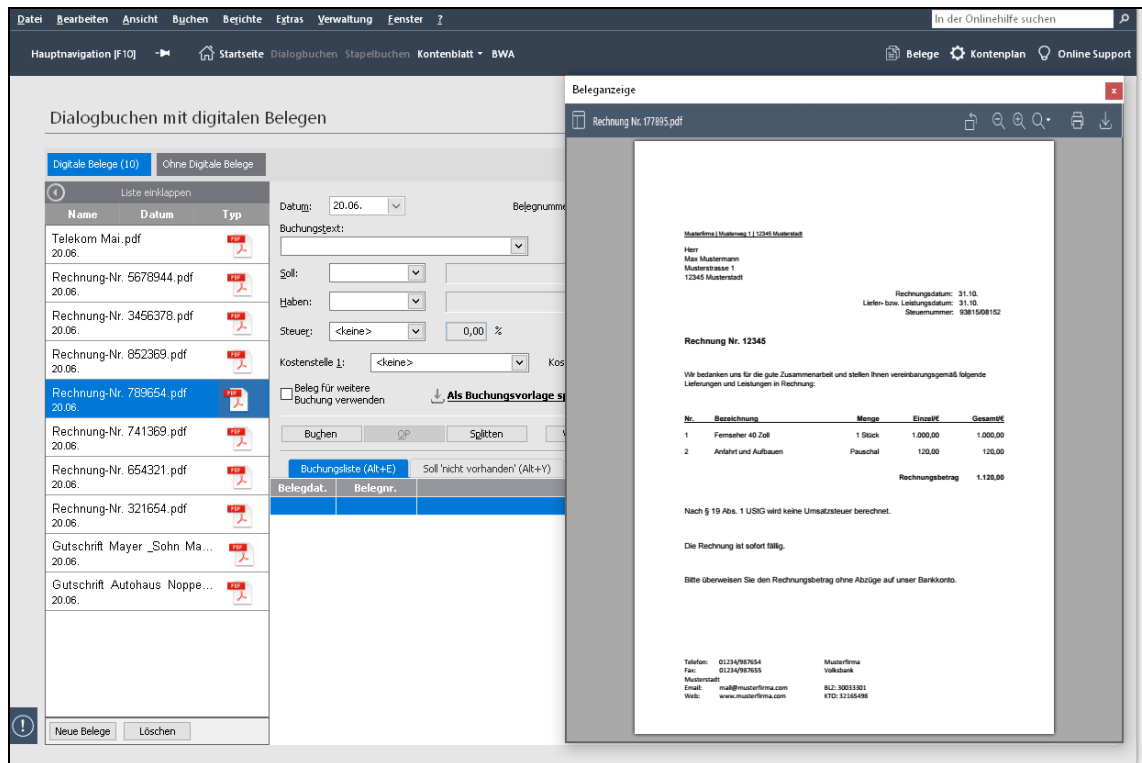 Datei Bearbeiten Ansicht Buchen Berichte Extras Verwaltung Fenster ?
In der Onlinehilfe suchen
Hauptnavigation [F10] Startseite Dialogbuchen Stapelbuchen Kontenblatt BWA
Belege Kontenplan Online Support
Dialogbuchen mit digitalen Belegen
Digitale Belege (10) Ohne Digitale Belege
Liste einklappen
Name Datum Typ
Telekom Mai.pdf
20.06.
Rechnung-Nr. 5678944.pdf
20.06.
Rechnung-Nr. 3456378.pdf
20.06.
Rechnung-Nr. 852369.pdf
20.06.
Rechnung-Nr. 789654.pdf
20.06.
Rechnung-Nr. 741369.pdf
20.06.
Rechnung-Nr. 654321.pdf
20.06.
Rechnung-Nr. 321654.pdf
20.06.
Gutschrift Mayer _Sohn Ma...
20.06.
Gutschrift Autohaus Noppe...
20.06.
Neue Belege Löschen
Datum: 20.06. Belegnumme
Buchungstext:
Soll:
Haben:
Steuer: <keine> 0,00 %
Kostenstelle 1: <keine> Kos
Beleg für weitere
Buchung verwenden
Als Buchungsvorlage sp
Buchen OP Splitten
Buchungsliste (Alt+E) Soll 'nicht vorhanden' (Alt+Y)
Belegdat. Belegnr.
Beleganzeige
x
Rechnung Nr. 177895.pdf
Musterfirma | Musterweg 1 | 12345 Musterstadt
Herr
Max Mustermann
Musterstrasse 1
12345 Musterstadt
Rechnungsdatum: 31.10.
Liefer- bzw. Leistungsdatum: 31.10.
Steuernummer: 93815/08152
Rechnung Nr. 12345
Wir bedanken uns für die gute Zusammenarbeit und stellen Ihnen vereinbarungsgemäß folgende
Lieferungen und Leistungen in Rechnung:
Nr. Bezeichnung Menge Einzel/€ Gesamt/€
1 Fernseher 40 Zoll 1 Stück 1.000,00 1.000,00
2 Anfahrt und Aufbauen Pauschal 120,00 120,00
Rechnungsbetrag 1.120,00
Nach § 19 Abs. 1 UStG wird keine Umsatzsteuer berechnet.
Die Rechnung ist sofort fällig.
Bitte überweisen Sie den Rechnungsbetrag ohne Abzüge auf unser Bankkonto.
Telefon: 01234/987654 Musterfirma
Fax: 01234/987655 Volksbank
Musterstadt
Email: mail@musterfirma.com BLZ: 30033301
Web: www.musterfirma.com KTO: 32165498